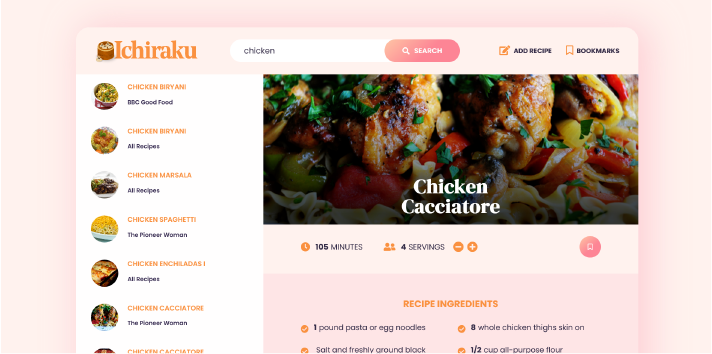 Ichiraku
chicken
SEARCH
ADD RECIPE
BOOKMARKS
CHICKEN BIRYANI
BBC Good Food
CHICKEN BIRYANI
All Recipes
CHICKEN MARSALA
All Recipes
CHICKEN SPAGHETTI
The Pioneer Woman
CHICKEN ENCHILADAS I
All Recipes
CHICKEN CACCIATORE
The Pioneer Woman
CHICKEN CACCIATORE
Chicken
Cacciatore
105 MINUTES
4 SERVINGS
RECIPE INGREDIENTS
1 pound pasta or egg noodles
8 whole chicken thighs skin on
Salt and freshly ground black
1/2 cup all-purpose flour